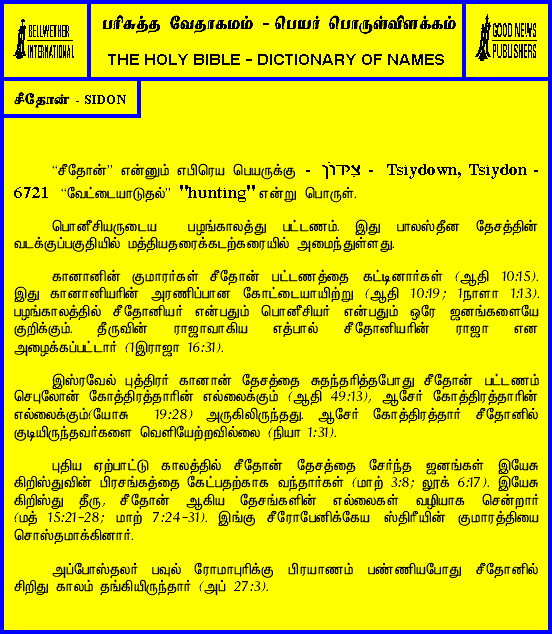 BELLWETHER
INTERNATIONAL
பரிசுத்த வேதாகமம் - பெயர் பொருள்விளக்கம்
THE HOLY BIBLE - DICTIONARY OF NAMES
GOOD NEWS
PUBLISHERS
சீதோன் - SIDON
“சீதோன்” என்னும் எபிரெய பெயருக்கு - צִידוֹן - Tsiydown, Tsiydon -
6721 “வேட்டையாடுதல்” "hunting" என்று பொருள்.
பொனீசியருடைய பழங்காலத்து பட்டணம். இது பாலஸ்தீன தேசத்தின்
வடக்குப்பகுதியில் மத்தியதரைக்கடற்கரையில் அமைந்துள்ளது.
கானானின் குமாரர்கள் சீதோன் பட்டணத்தை கட்டினார்கள் (ஆதி 10:15).
இது கானானியரின் அரணிப்பான கோட்டையாயிற்று (ஆதி 10:19; 1நாளா 1:13).
பழங்காலத்தில் சீதோனியர் என்பதும் பொனீசியர் என்பதும் ஒரே ஜனங்களையே
குறிக்கும். தீருவின் ராஜாவாகிய எத்பால் சீதோனியரின் ராஜா என
அழைக்கப்பட்டார் (1இராஜா 16:31).
இஸ்ரவேல் புத்திரர் கானான் தேசத்தை சுதந்தரித்தபோது சீதோன் பட்டணம்
செபுலோன் கோத்திரத்தாரின் எல்லைக்கும் (ஆதி 49:13), ஆசேர் கோத்திரத்தாரின்
எல்லைக்கும்(யோசு 19:28) அருகிலிருந்தது. ஆசேர் கோத்திரத்தார் சீதோனில்
குடியிருந்தவர்களை வெளியேற்றவில்லை (நியா 1:31).
புதிய ஏற்பாட்டு காலத்தில் சீதோன் தேசத்தை சேர்ந்த ஜனங்கள் இயேசு
கிறிஸ்துவின் பிரசங்கத்தை கேட்பதற்காக வந்தார்கள் (மாற் 3:8; லூக் 6:17). இயேசு
கிறிஸ்து தீரு, சீதோன் ஆகிய தேசங்களின் எல்லைகள் வழியாக சென்றார்
(மத் 15:21-28; மாற் 7:24-31). இங்கு சீரோபேனிக்கேய ஸ்திரீயின் குமாரத்தியை
சொஸ்தமாக்கினார்.
அப்போஸ்தலர் பவுல் ரோமாபுரிக்கு பிரயாணம் பண்ணியபோது சீதோனில்
சிறிது காலம் தங்கியிருந்தார் (அப் 27:3).